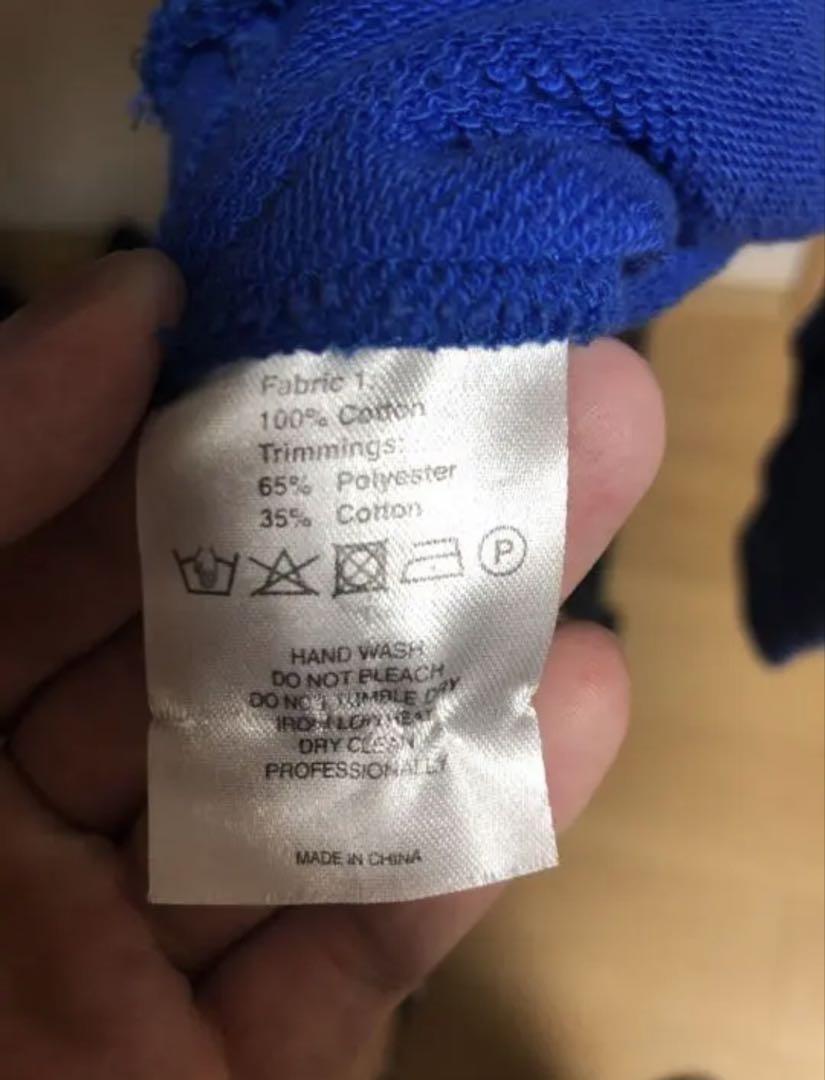 Fabric 1:
100% Cotton
Trimmings:
65% Polyester
35% Cotton
P
HAND WASH
DO NOT BLEACH
DO NOT TUMBLE DRY
IRON LOW HEAT
DRY CLEAN
PROFESSIONALLY
MADE IN CHINA